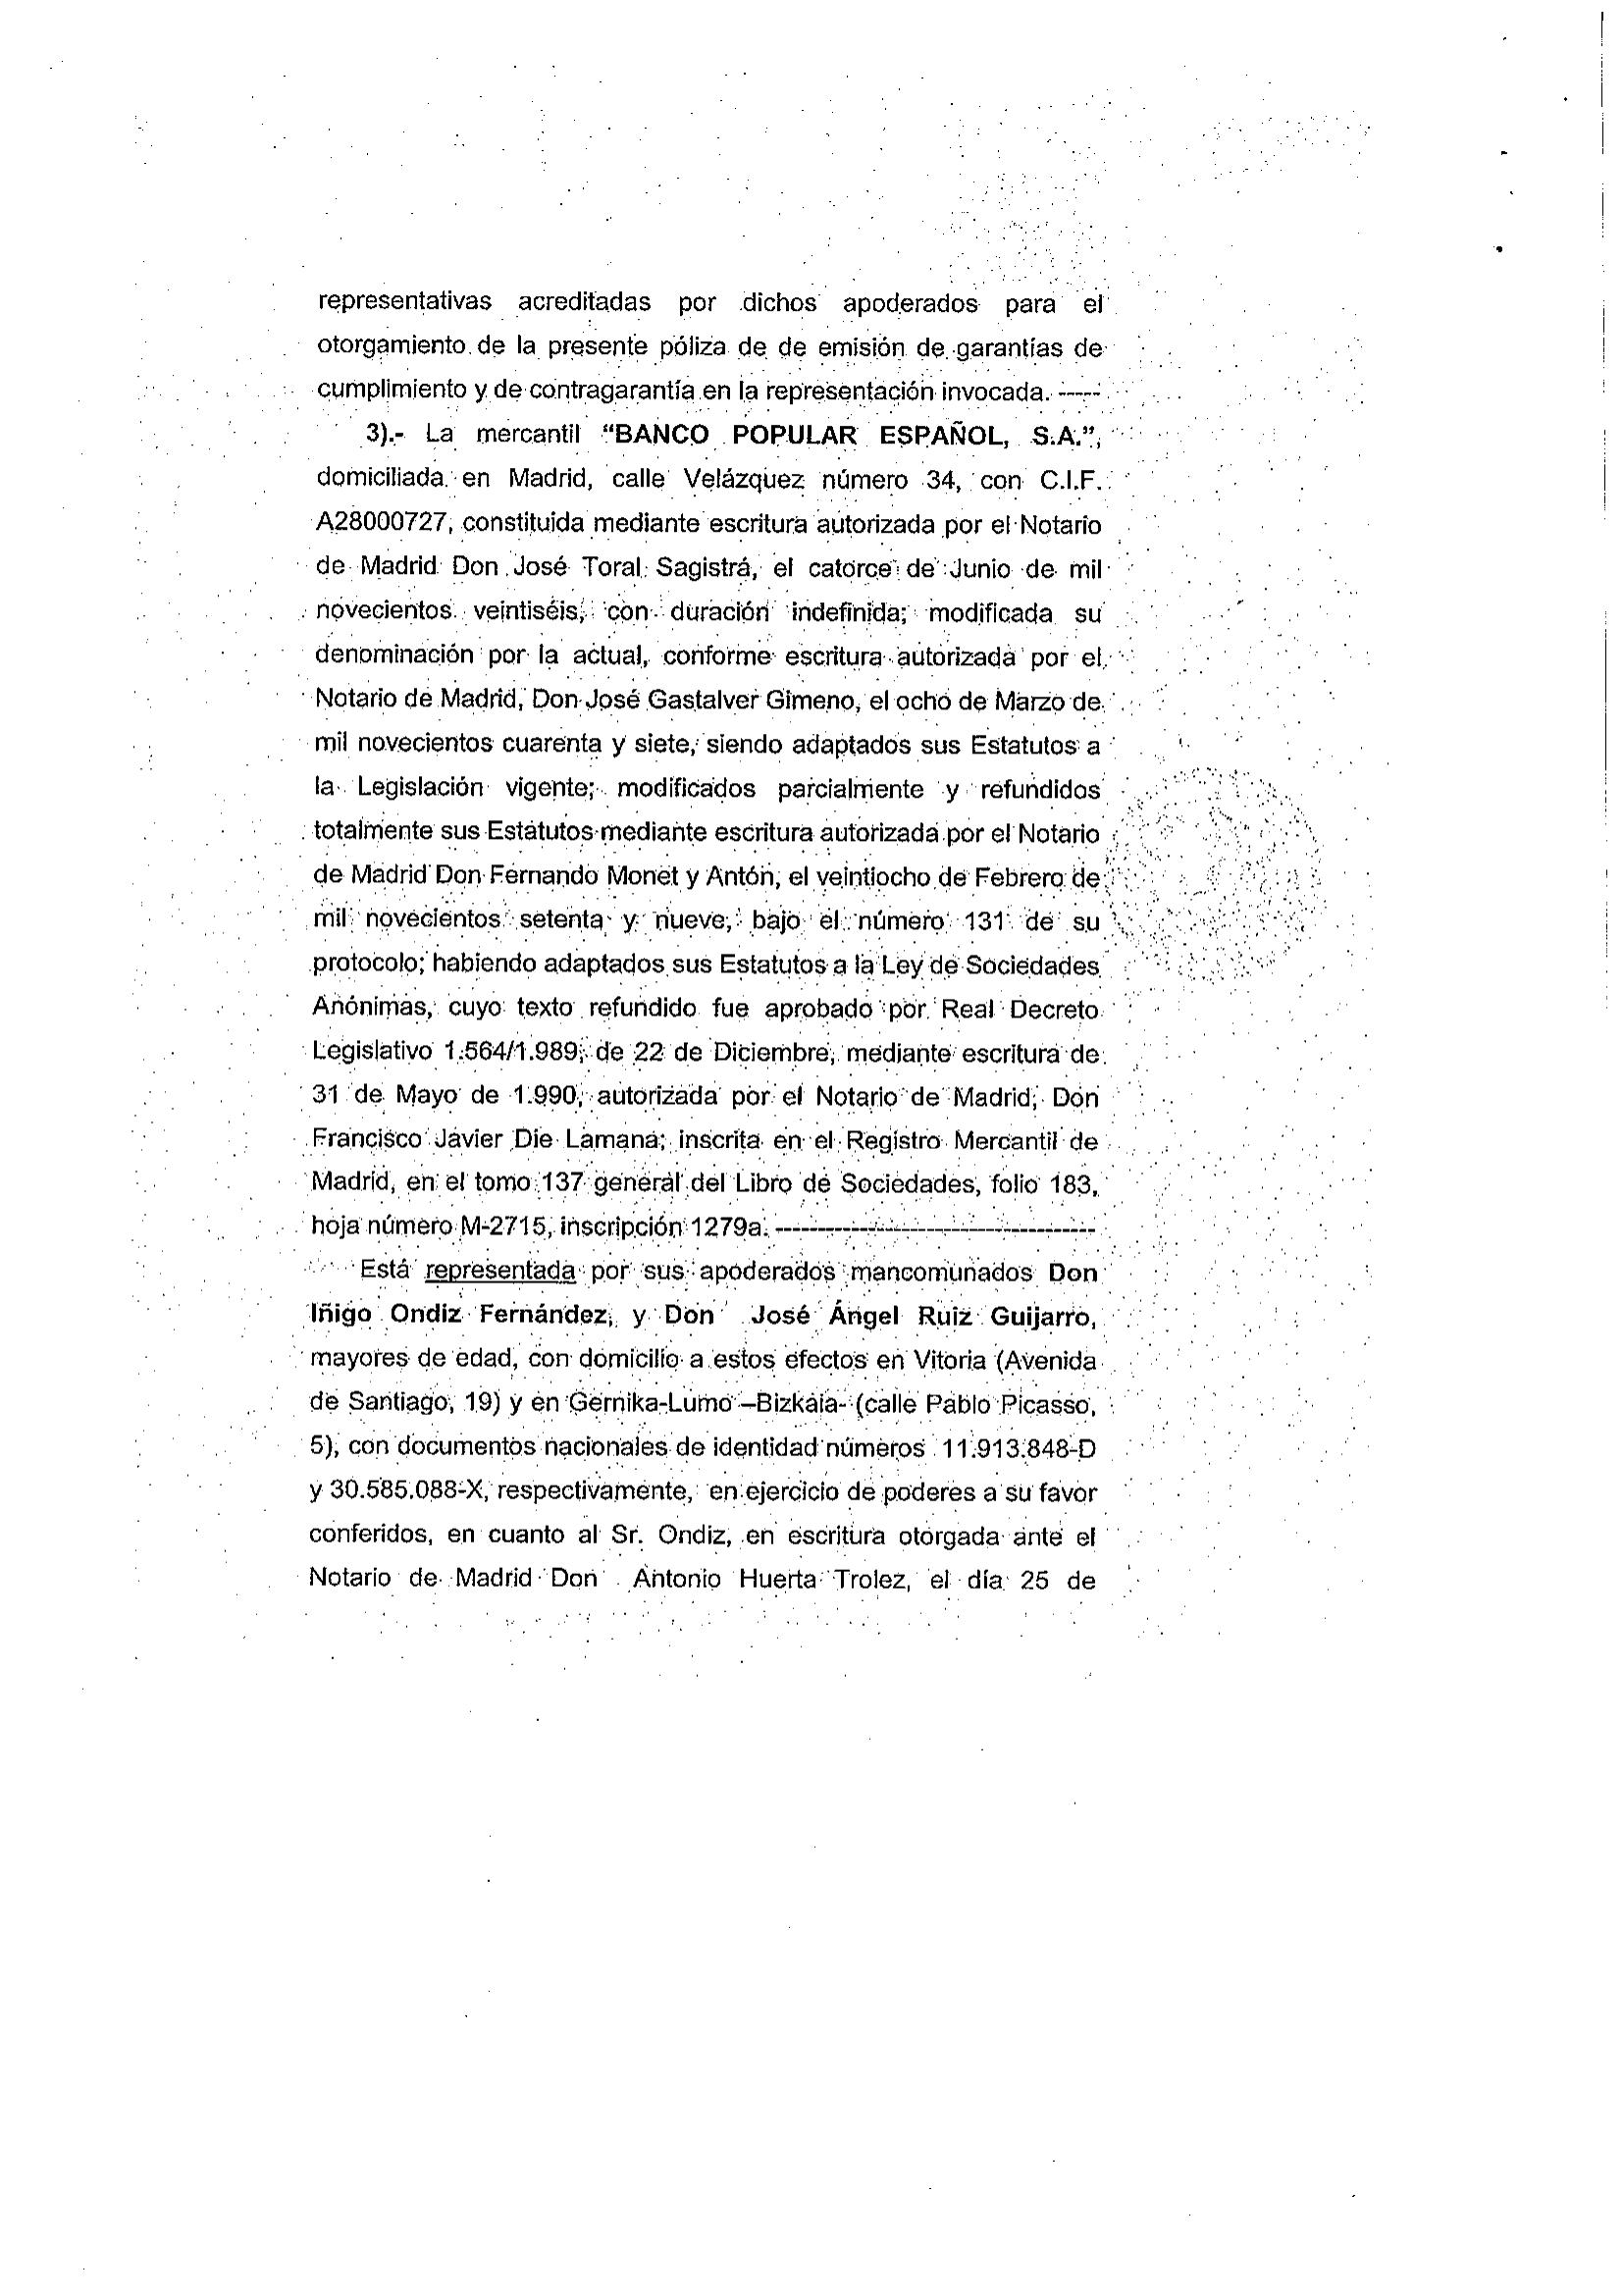 representativas acreditadas por dichos apoderados para el
otorgamiento de la presente póliza de de emisión de garantías de
cumplimiento y de contragarantía en la representación invocada. -----
3).- La mercantil “BANCO POPULAR ESPAÑOL, S.A.”,
domiciliada en Madrid, calle Velázquez número 34, con C.I.F.
A28000727, constituida mediante escritura autorizada por el Notario
de Madrid Don José Toral Sagistrá, el catorce de Junio de mil
novecientos veintiséis, con duración indefinida; modificada su
denominación por la actual, conforme escritura autorizada por el
Notario de Madrid, Don José Gastalver Gimeno, el ocho de Marzo de
mil novecientos cuarenta y siete, siendo adaptados sus Estatutos a
la Legislación vigente; modificados parcialmente y refundidos
totalmente sus Estatutos mediante escritura autorizada por el Notario
de Madrid Don Fernando Monet y Antón, el veintiocho de Febrero de
mil novecientos setenta y nueve, bajo el número 131 de su
protocolo; habiendo adaptados sus Estatutos a la Ley de Sociedades
Anónimas, cuyo texto refundido fue aprobado por Real Decreto
Legislativo 1.564/1.989, de 22 de Diciembre, mediante escritura de
31 de Mayo de 1.990, autorizada por el Notario de Madrid, Don
Francisco Javier Die Lamana; inscrita en el Registro Mercantil de
Madrid, en el tomo 137 general del Libro de Sociedades, folio 183,
hoja número M-2715, inscripción 1279a. --------------------------------------
Está representada por sus apoderados mancomunados Don
Iñigo Ondiz Fernández, y Don José Ángel Ruiz Guijarro,
mayores de edad, con domicilio a estos efectos en Vitoria (Avenida
de Santiago, 19) y en Gernika-Lumo –Bizkaia- (calle Pablo Picasso,
5), con documentos nacionales de identidad números 11.913.848-D
y 30.585.088-X, respectivamente, en ejercicio de poderes a su favor
conferidos, en cuanto al Sr. Ondiz, en escritura otorgada ante el
Notario de Madrid Don Antonio Huerta Trolez, el día 25 de